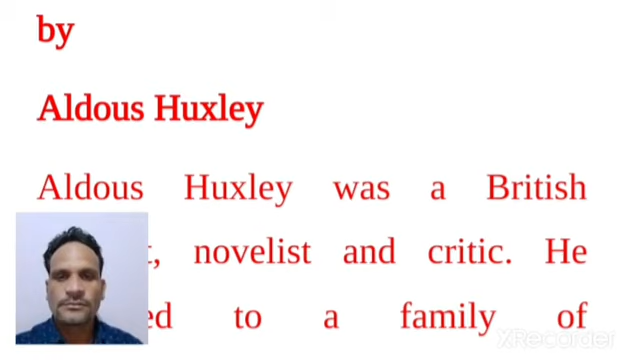 by
Aldous Huxley
Aldous Huxley was a British
novelist and critic. He
to a family of
XRecorder